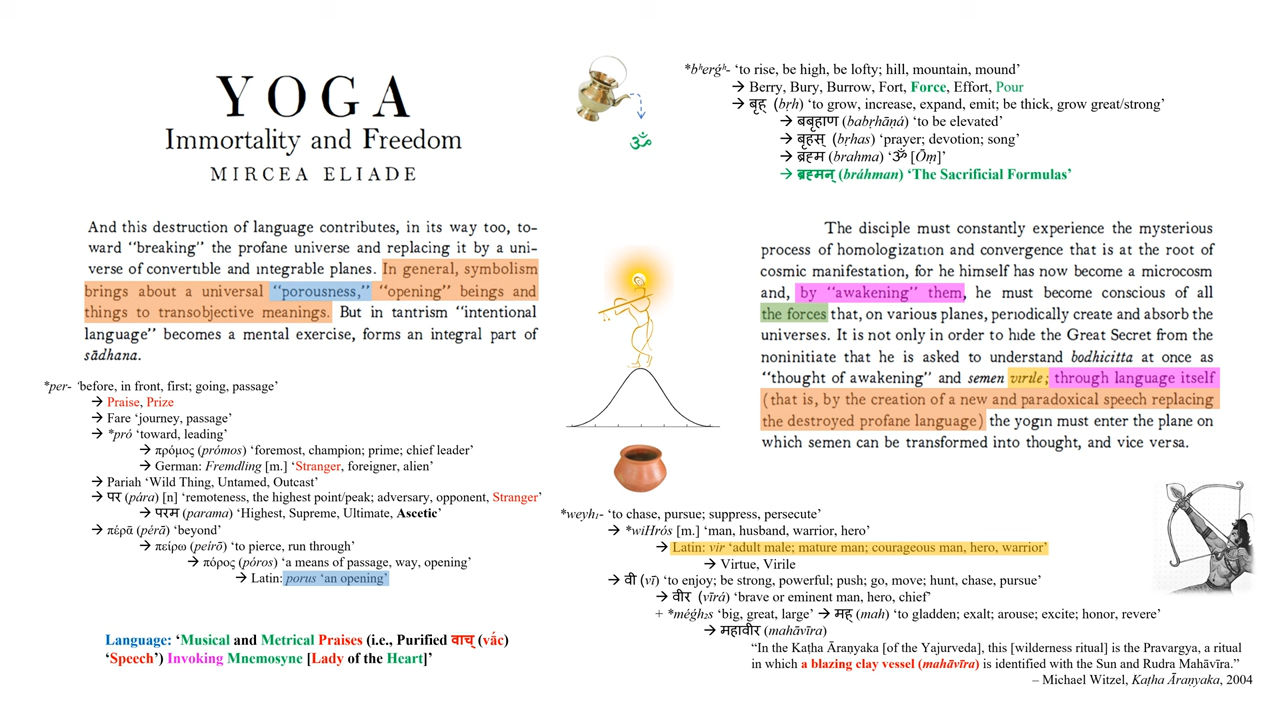 YOGA
Immortality and Freedom
MIRCEA ELIADE
And this destruction of language contributes, in its way too, to-
ward “breaking” the profane universe and replacing it by a uni-
verse of convertible and integrable planes. In general, symbolism
brings about a universal “porousness,” “opening” beings and
things to transobjective meanings. But in tantrism “intentional
language” becomes a mental exercise, forms an integral part of
sādhana.
*per- ‘before, in front, first; going, passage’
→ Praise, Prize
→ Fare ‘journey, passage’
→ *pró ‘toward, leading’
→ πρόμος (prómos) ‘foremost, champion; prime; chief leader’
→ German: Fremdling [m.] ‘Stranger, foreigner, alien’
→ Pariah ‘Wild Thing, Untamed, Outcast’
→ पर (pára) [n] ‘remoteness, the highest point/peak; adversary, opponent, Stranger’
→ परम (parama) ‘Highest, Supreme, Ultimate, Ascetic’
→ πέρᾱ (pérā) ‘beyond’
→ πείρω (peírō) ‘to pierce, run through’
→ πόρος (póros) ‘a means of passage, way, opening’
→ Latin: porus ‘an opening’
Language: ‘Musical and Metrical Praises (i.e., Purified वाच् (vā́c)
‘Speech’) Invoking Mnemosyne [Lady of the Heart]’
ॐ
*bʰerǵʰ- ‘to rise, be high, be lofty; hill, mountain, mound’
→ Berry, Bury, Burrow, Fort, Force, Effort, Pour
→ बृह् (bṛh) ‘to grow, increase, expand, emit; be thick, grow great/strong’
→ बबृहाण (babṛhāṇá) ‘to be elevated’
→ बृहस् (bṛhas) ‘prayer; devotion; song’
→ ब्रह्म (brahma) ‘ॐ [Ōṃ]’
→ ब्रह्मन् (bráhman) ‘The Sacrificial Formulas’
The disciple must constantly experience the mysterious
process of homologization and convergence that is at the root of
cosmic manifestation, for he himself has now become a microcosm
and, by “awakening” them, he must become conscious of all
the forces that, on various planes, periodically create and absorb the
universes. It is not only in order to hide the Great Secret from the
noninitiate that he is asked to understand bodhicitta at once as
“thought of awakening” and semen virile; through language itself
(that is, by the creation of a new and paradoxical speech replacing
the destroyed profane language) the yogin must enter the plane on
which semen can be transformed into thought, and vice versa.
*weyh₁- ‘to chase, pursue; suppress, persecute’
→ *wiHrós [m.] ‘man, husband, warrior, hero’
→ Latin: vir ‘adult male; mature man; courageous man, hero, warrior’
→ Virtue, Virile
→ वी (vī) ‘to enjoy; be strong, powerful; push; go, move; hunt, chase, pursue’
→ वीर (vīrá) ‘brave or eminent man, hero, chief’
+ *méǵh₂s ‘big, great, large’ → मह् (mah) ‘to gladden; exalt; arouse; excite; honor, revere’
→ महावीर (mahāvīra)
“In the Kaṭha Āraṇyaka [of the Yajurveda], this [wilderness ritual] is the Pravargya, a ritual
in which a blazing clay vessel (mahāvīra) is identified with the Sun and Rudra Mahāvīra.”
– Michael Witzel, Kaṭha Āraṇyaka, 2004